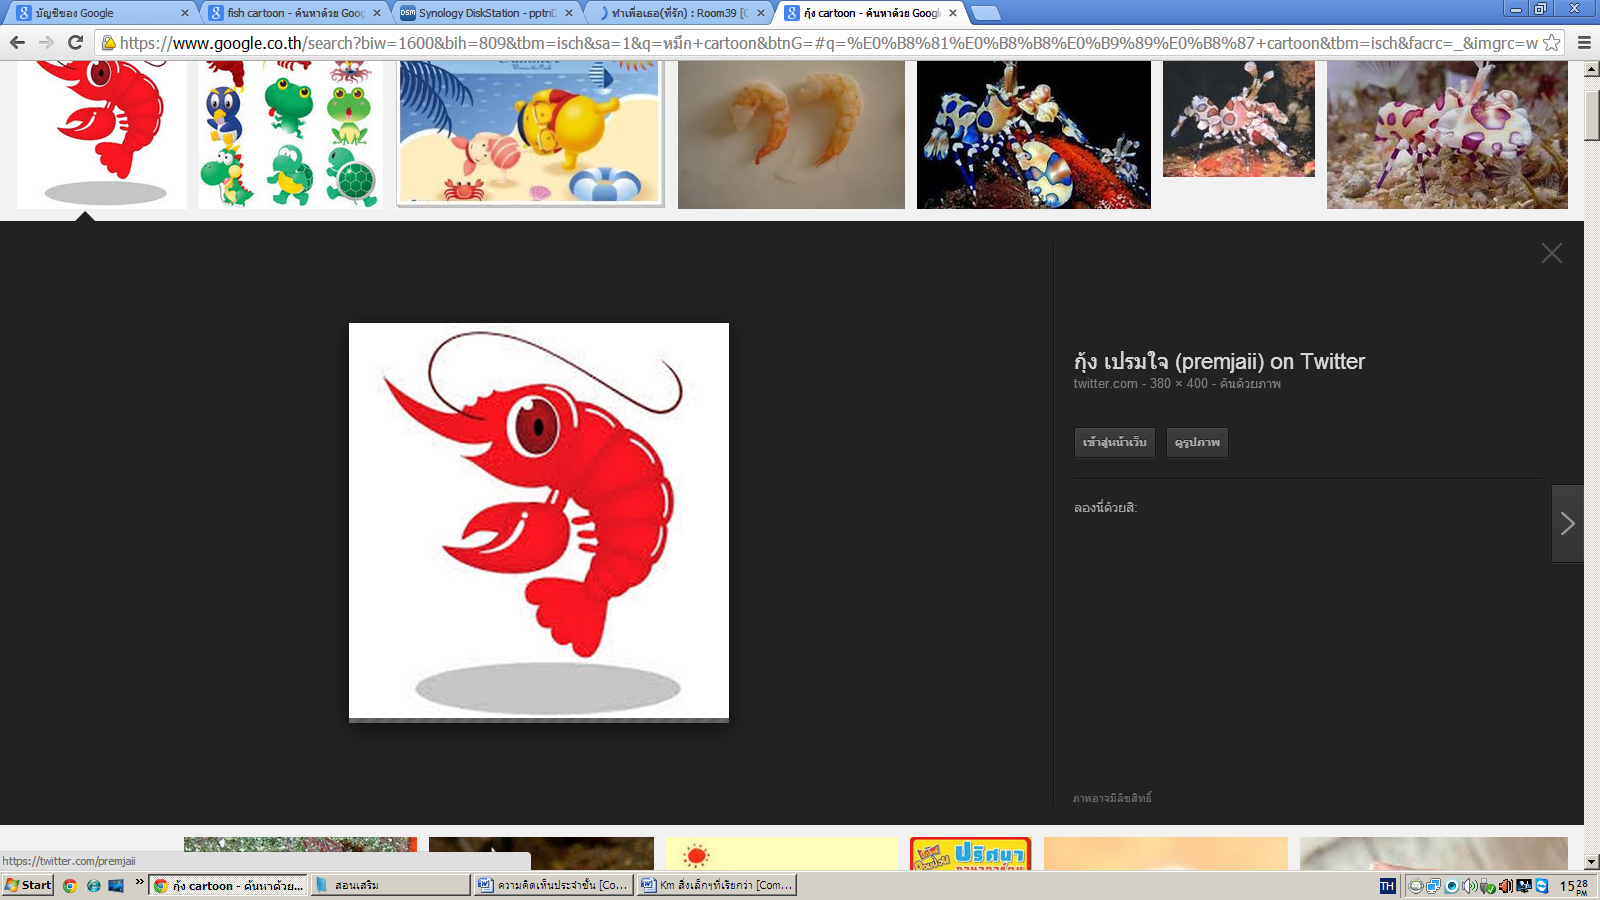 บัญชีของ Google
fish cartoon - ค้นหาด้วย Goog
DSM Synology DiskStation - pptnD
ทำเพื่อเธอ(ที่รัก) : Room39 [C
กุ้ง cartoon - ค้นหาด้วย Googl
https://www.google.co.th/search?biw=1600&bih=809&tbm=isch&sa=1&q=หมึก+cartoon&btnG=#q=%E0%B8%81%E0%B8%B8%E0%B9%89%E0%B8%87+cartoon&tbm=isch&facrc=_&imgrc=w
กุ้ง เปรมใจ (premjaii) on Twitter
twitter.com - 380 × 400 - ค้นด้วยภาพ
เข้าสู่หน้าเว็บ
ดูรูปภาพ
ลองนี่ด้วยสิ:
ภาพอาจมีลิขสิทธิ์
ปริศนา
https://twitter.com/premjaii
Start
กุ้ง cartoon - ค้นหาด้วย...
สอนเสริม
ความคิดเห็นประจำชั้น [Co...
Km สิ่งเล็กๆที่เรียกว่า [Com...
TH
15 28 PM